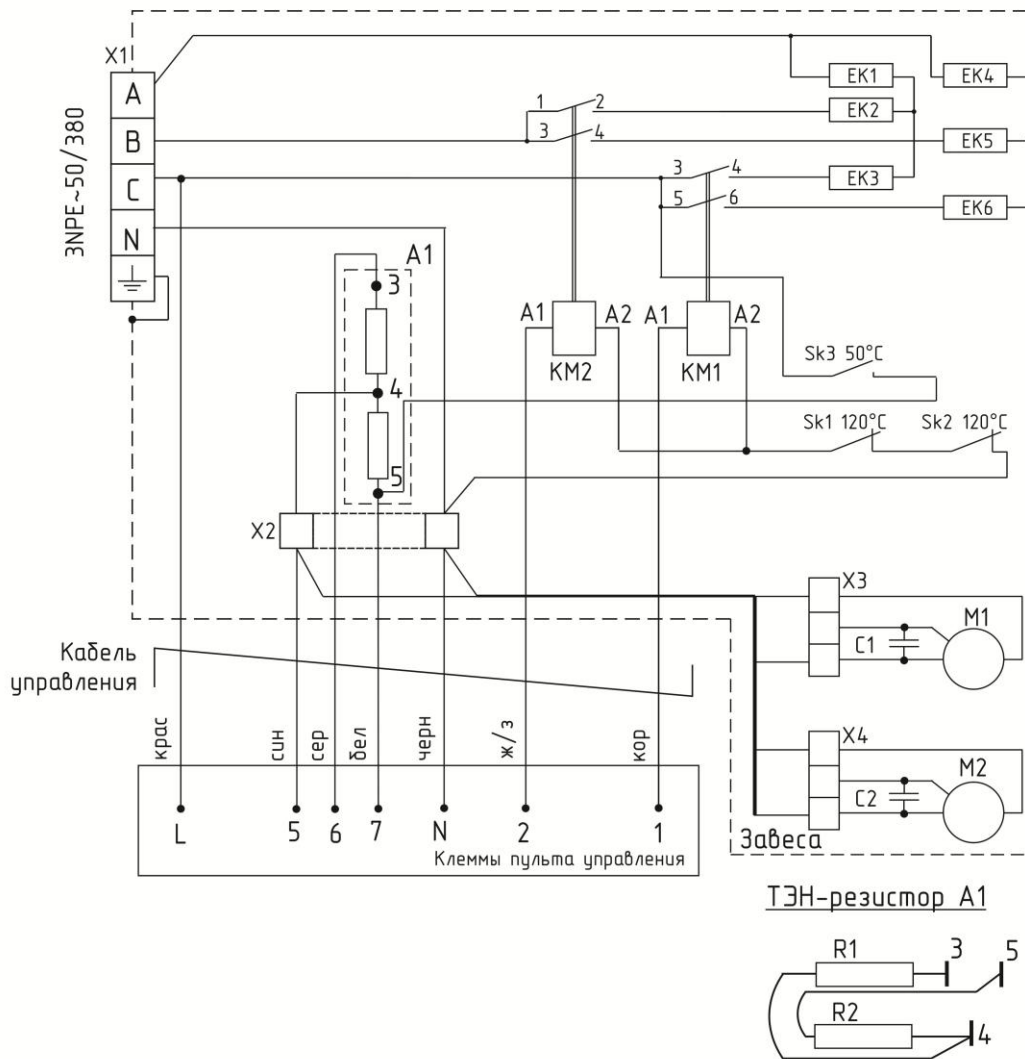 X1
A
B
C
N
3NPE~50/380
EK1
EK4
1
2
EK2
3
4
EK5
3
4
EK3
5
6
EK6
A1
3
4
5
A1
A2
KM2
A1
A2
KM1
Sk3 50°C
Sk1 120°C
Sk2 120°C
X2
X3
C1
M1
X4
C2
M2
Завеса
Кабель
управления
крас
син
сер
бел
черн
ж/з
кор
L
5
6
7
N
2
1
Клеммы пульта управления
ТЭН-резистор А1
R1
3
5
R2
4